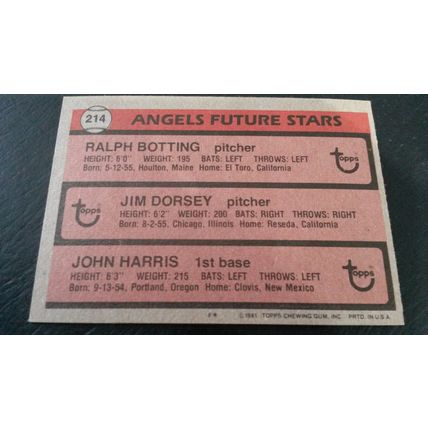 214 ANGELS FUTURE STARS
RALPH BOTTING pitcher
HEIGHT: 6'0" WEIGHT: 195 BATS: LEFT THROWS: LEFT
Born: 5-12-55, Houlton, Maine Home: El Toro, California
Topps
JIM DORSEY pitcher
HEIGHT: 6'2" WEIGHT: 200 BATS: RIGHT THROWS: RIGHT
Born: 8-2-55, Chicago, Illinois Home: Reseda, California
Topps
JOHN HARRIS 1st base
HEIGHT: 6'3" WEIGHT: 215 BATS: LEFT THROWS: LEFT
Born: 9-13-54, Portland, Oregon Home: Clovis, New Mexico
Topps
F* © 1981 TOPPS CHEWING GUM, INC. PRTD. IN U.S.A.